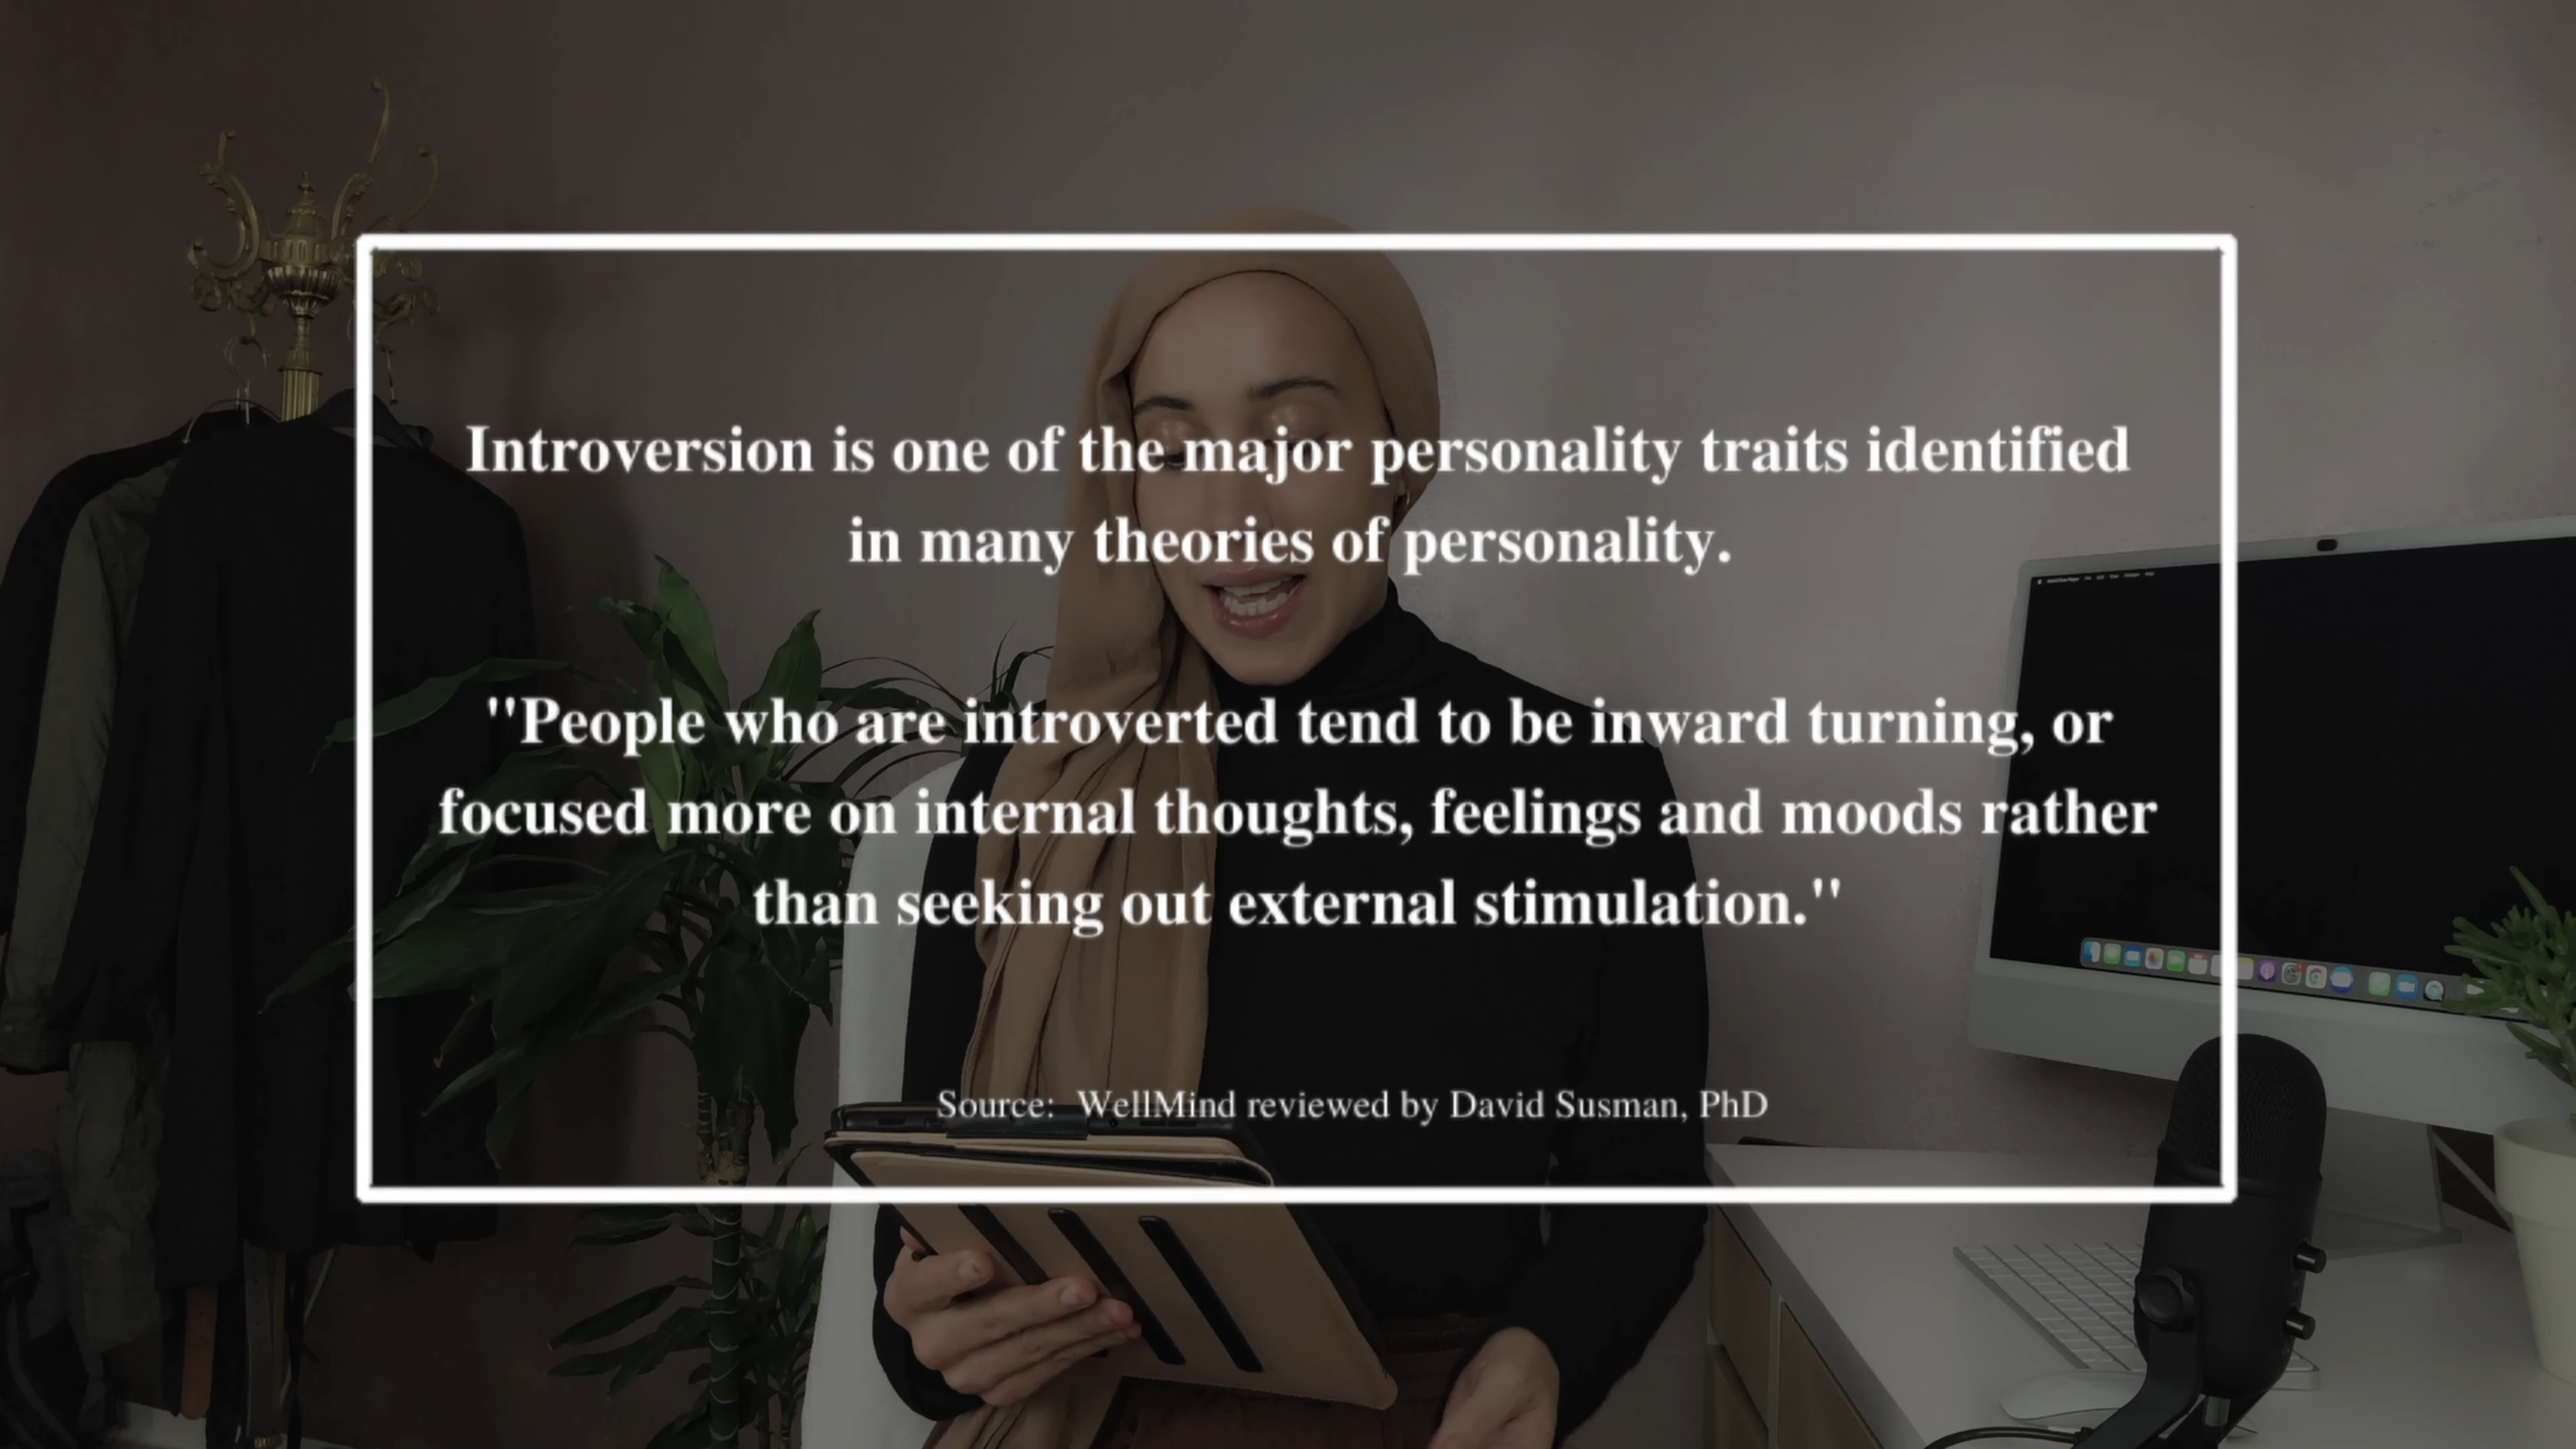 Introversion is one of the major personality traits identified
in many theories of personality.
"People who are introverted tend to be inward turning, or
focused more on internal thoughts, feelings and moods rather
than seeking out external stimulation."
Source: WellMind reviewed by David Susman, PhD